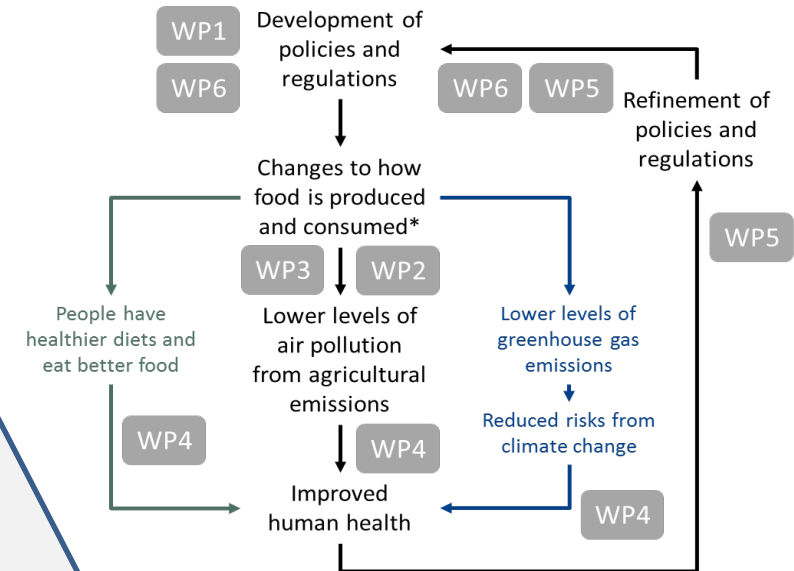 WP1
Development of
policies and
regulations
WP6
WP6
WP5
Refinement of
policies and
regulations
Changes to how
food is produced
and consumed*
WP5
WP3
WP2
People have
healthier diets and
eat better food
Lower levels of
air pollution
from agricultural
emissions
Lower levels of
greenhouse gas
emissions
Reduced risks from
climate change
WP4
WP4
WP4
Improved
human health